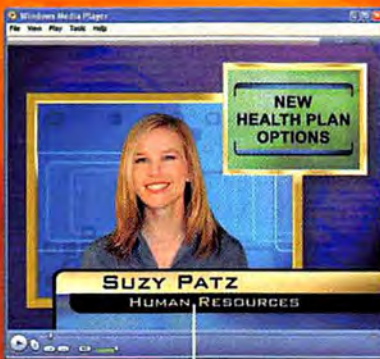 Windows Media Player
File View Play Tools Help
NEW
HEALTH PLAN
OPTIONS
SUZY PATZ
HUMAN RESOURCES